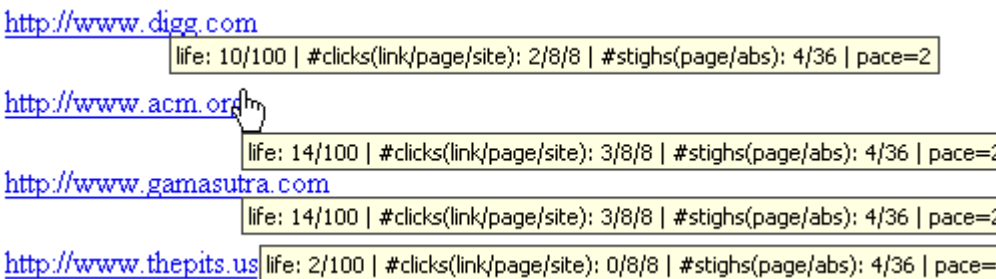 http://www.digg.com
life: 10/100 | #clicks(link/page/site): 2/8/8 | #stighs(page/abs): 4/36 | pace=2
http://www.acm.org
life: 14/100 | #clicks(link/page/site): 3/8/8 | #stighs(page/abs): 4/36 | pace=2
http://www.gamasutra.com
life: 14/100 | #clicks(link/page/site): 3/8/8 | #stighs(page/abs): 4/36 | pace=2
http://www.thepits.us life: 2/100 | #clicks(link/page/site): 0/8/8 | #stighs(page/abs): 4/36 | pace=